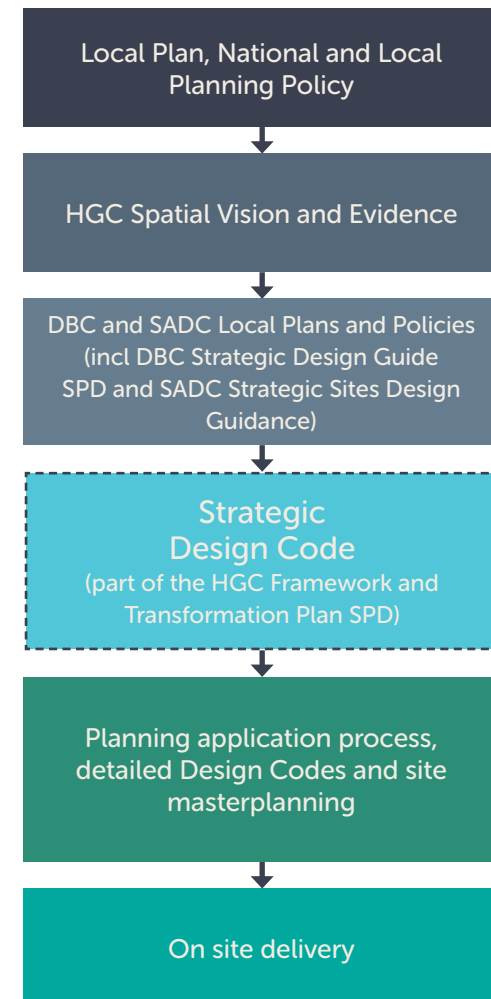 Local Plan, National and Local
Planning Policy
HGC Spatial Vision and Evidence
DBC and SADC Local Plans and Policies
(incl DBC Strategic Design Guide
SPD and SADC Strategic Sites Design
Guidance)
Strategic
Design Code
(part of the HGC Framework and
Transformation Plan SPD)
Planning application process,
detailed Design Codes and site
masterplanning
On site delivery